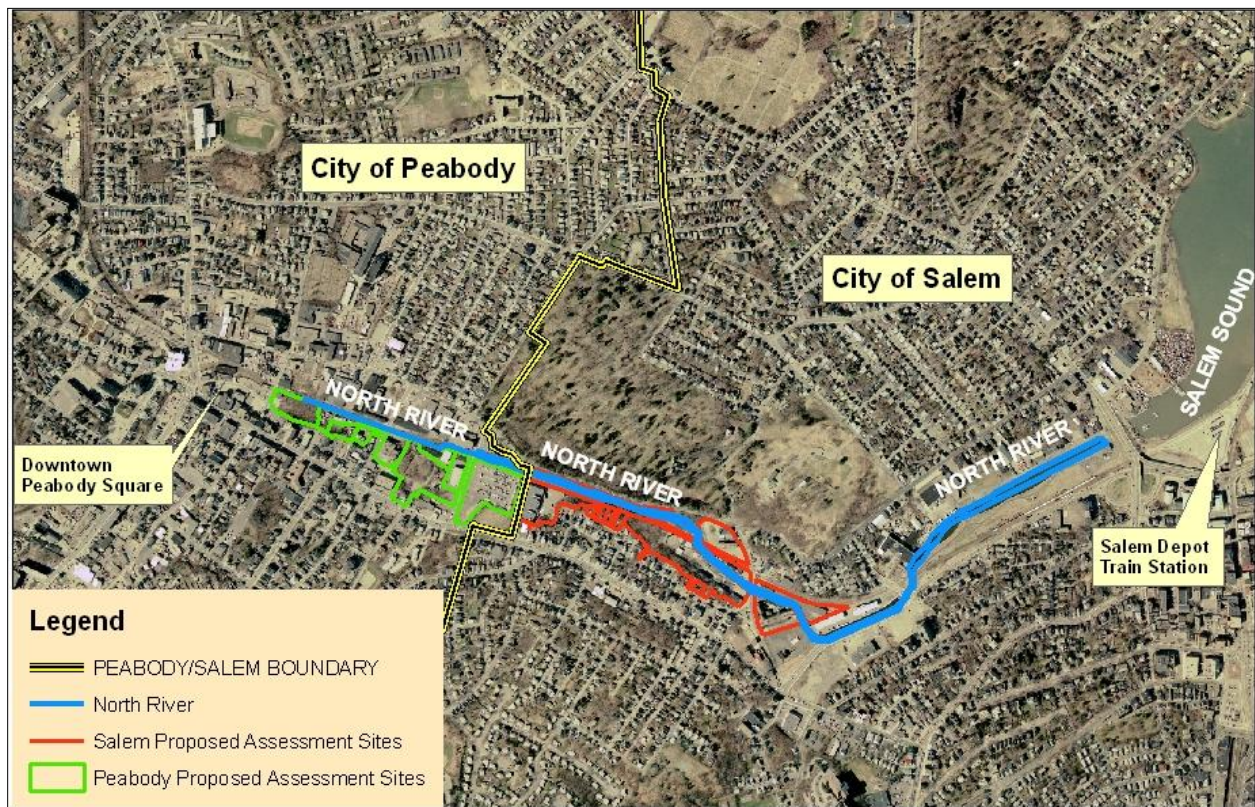 City of Peabody
City of Salem
SALEM SOUND
NORTH RIVER
NORTH RIVER
NORTH RIVER
Downtown
Peabody Square
Salem Depot
Train Station
Legend
PEABODY/SALEM BOUNDARY
North River
Salem Proposed Assessment Sites
Peabody Proposed Assessment Sites